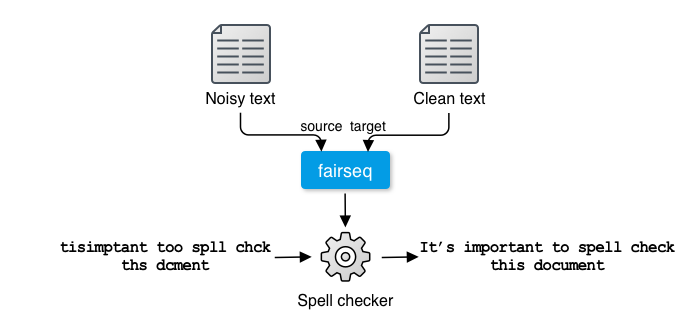 Noisy text
Clean text
source target
fairseq
tisimptant too spll chck
ths dcment
It's important to spell check
this document
Spell checker